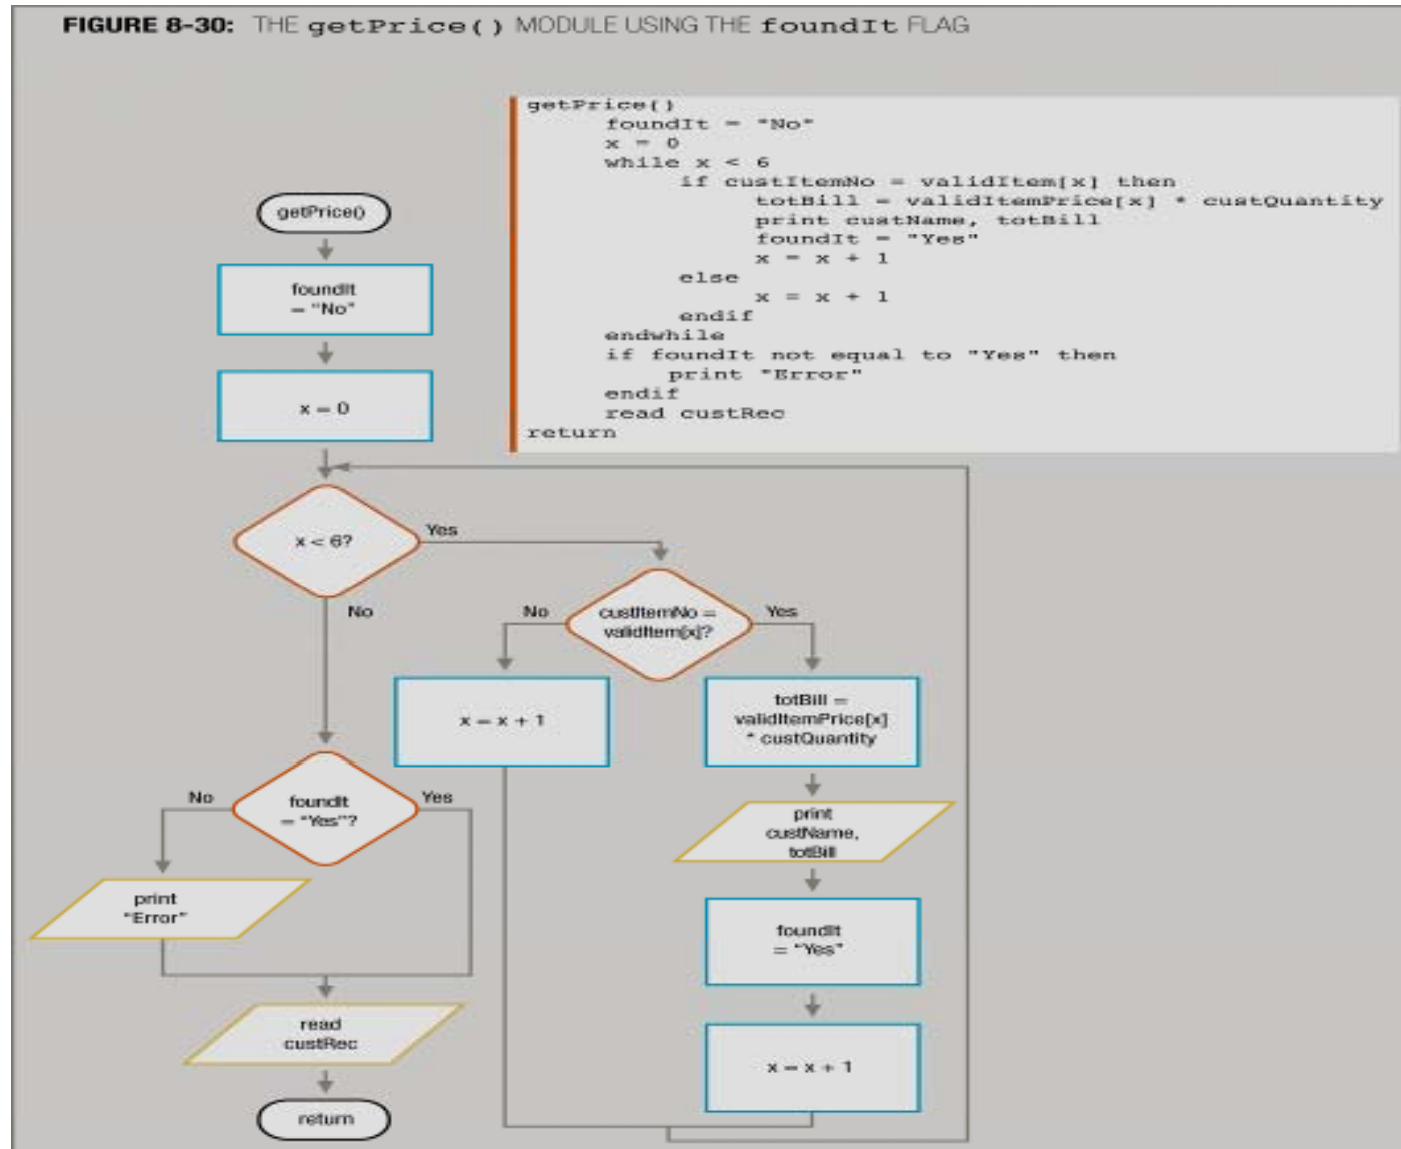 FIGURE 8-30: THE getPrice() MODULE USING THE foundIt FLAG
getPrice()
foundIt = "No"
x = 0
while x < 6
if custItemNo = validItem[x] then
totBill = validItemPrice[x] * custQuantity
print custName, totBill
foundIt = "Yes"
x = x + 1
else
x = x + 1
endif
endwhile
if foundIt not equal to "Yes" then
print "Error"
endif
read custRec
return
getPrice()
foundIt
= "No"
x = 0
x < 6?
Yes
No
custItemNo =
validItem[x]?
No
Yes
x = x + 1
totBill =
validItemPrice[x]
* custQuantity
print
custName,
totBill
foundIt
= "Yes"
x = x + 1
foundIt
= "Yes"?
No
Yes
print
"Error"
read
custRec
return